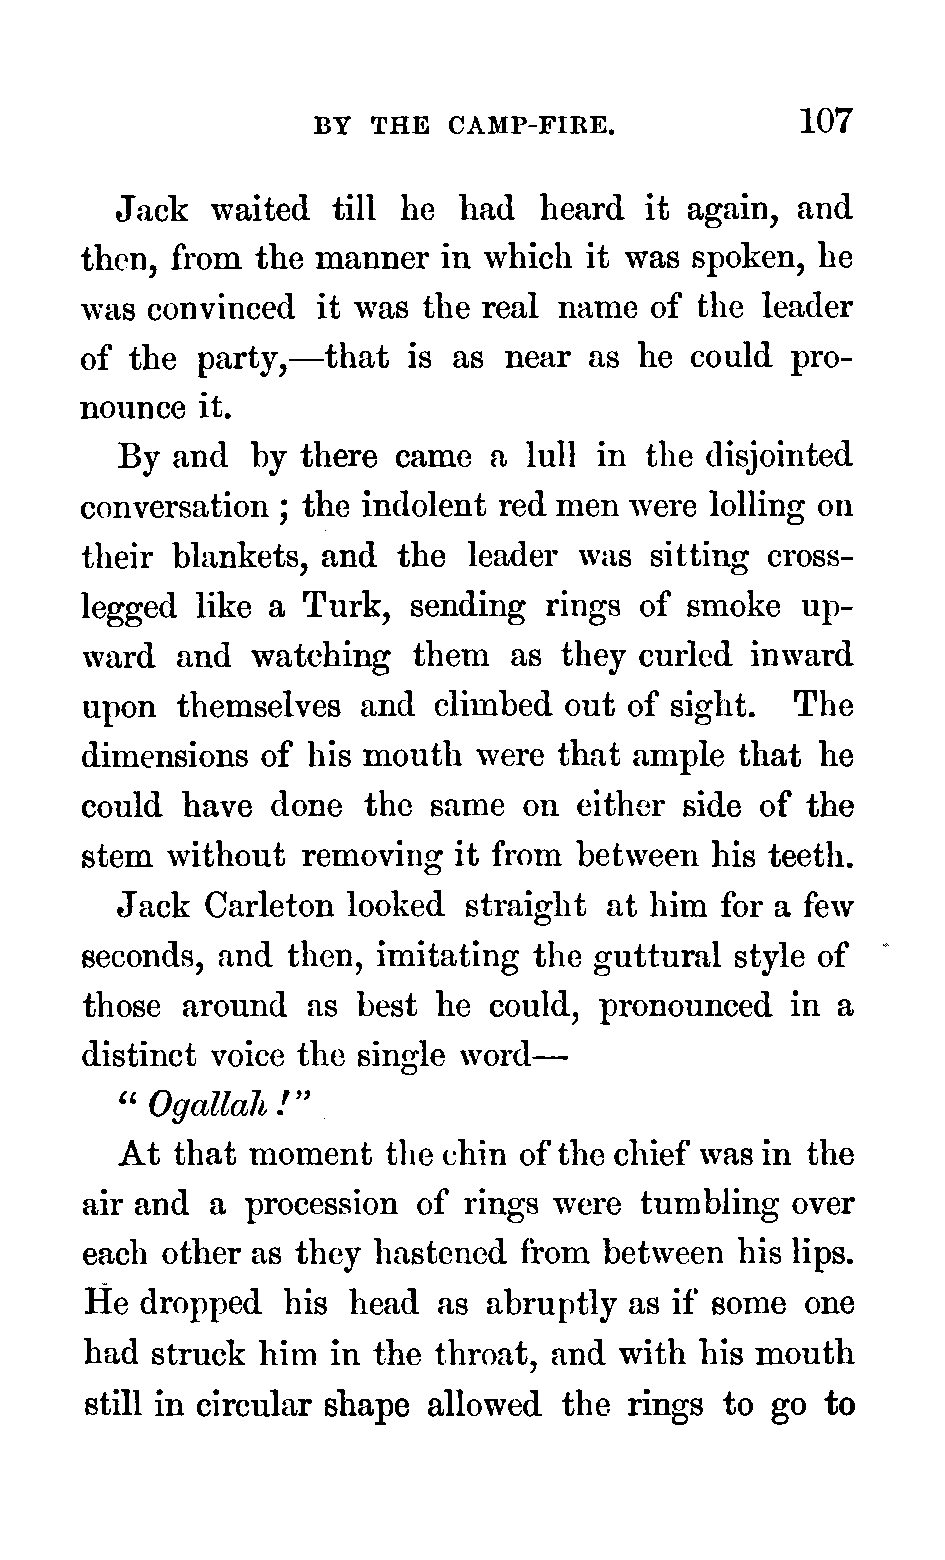 BY THE CAMP-FIRE. 107
Jack waited till he had heard it again, and
then, from the manner in which it was spoken, he
was convinced it was the real name of the leader
of the party,—that is as near as he could pro-
nounce it.
By and by there came a lull in the disjointed
conversation ; the indolent red men were lolling on
their blankets, and the leader was sitting cross-
legged like a Turk, sending rings of smoke up-
ward and watching them as they curled inward
upon themselves and climbed out of sight. The
dimensions of his mouth were that ample that he
could have done the same on either side of the
stem without removing it from between his teeth.
Jack Carleton looked straight at him for a few
seconds, and then, imitating the guttural style of
those around as best he could, pronounced in a
distinct voice the single word—
“ Ogallah !”
At that moment the chin of the chief was in the
air and a procession of rings were tumbling over
each other as they hastened from between his lips.
He dropped his head as abruptly as if some one
had struck him in the throat, and with his mouth
still in circular shape allowed the rings to go to